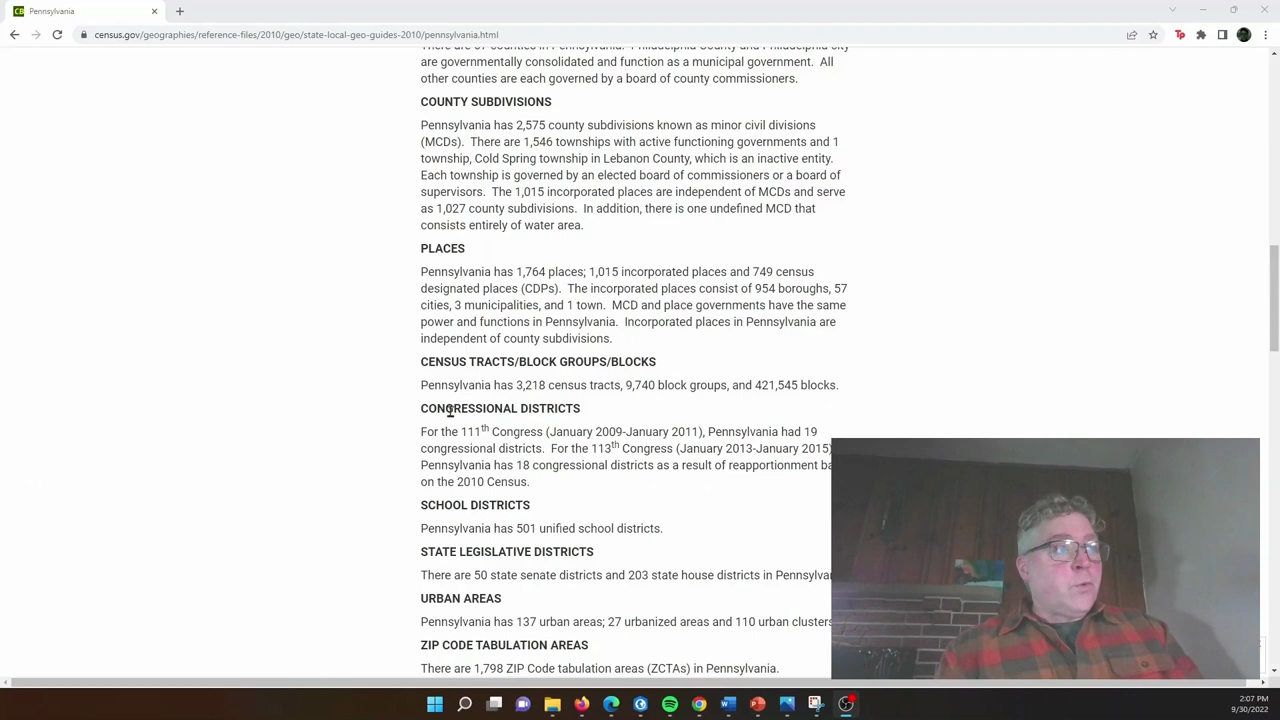 Pennsylvania
census.gov/geographies/reference-files/2010/geo/state-local-geo-guides-2010/pennsylvania.html
are governmentally consolidated and function as a municipal government.  All
other counties are each governed by a board of county commissioners.
COUNTY SUBDIVISIONS
Pennsylvania has 2,575 county subdivisions known as minor civil divisions
(MCDs).  There are 1,546 townships with active functioning governments and 1
township, Cold Spring township in Lebanon County, which is an inactive entity.
Each township is governed by an elected board of commissioners or a board of
supervisors.  The 1,015 incorporated places are independent of MCDs and serve
as 1,027 county subdivisions.  In addition, there is one undefined MCD that
consists entirely of water area.
PLACES
Pennsylvania has 1,764 places; 1,015 incorporated places and 749 census
designated places (CDPs).  The incorporated places consist of 954 boroughs, 57
cities, 3 municipalities, and 1 town.  MCD and place governments have the same
power and functions in Pennsylvania.  Incorporated places in Pennsylvania are
independent of county subdivisions.
CENSUS TRACTS/BLOCK GROUPS/BLOCKS
Pennsylvania has 3,218 census tracts, 9,740 block groups, and 421,545 blocks.
CONGRESSIONAL DISTRICTS
For the 111th Congress (January 2009-January 2011), Pennsylvania had 19
congressional districts.  For the 113th Congress (January 2013-January 2015)
Pennsylvania has 18 congressional districts as a result of reapportionment ba
on the 2010 Census.
SCHOOL DISTRICTS
Pennsylvania has 501 unified school districts.
STATE LEGISLATIVE DISTRICTS
There are 50 state senate districts and 203 state house districts in Pennsylva
URBAN AREAS
Pennsylvania has 137 urban areas; 27 urbanized areas and 110 urban clusters
ZIP CODE TABULATION AREAS
There are 1,798 ZIP Code tabulation areas (ZCTAs) in Pennsylvania.
2:07 PM
9/30/2022